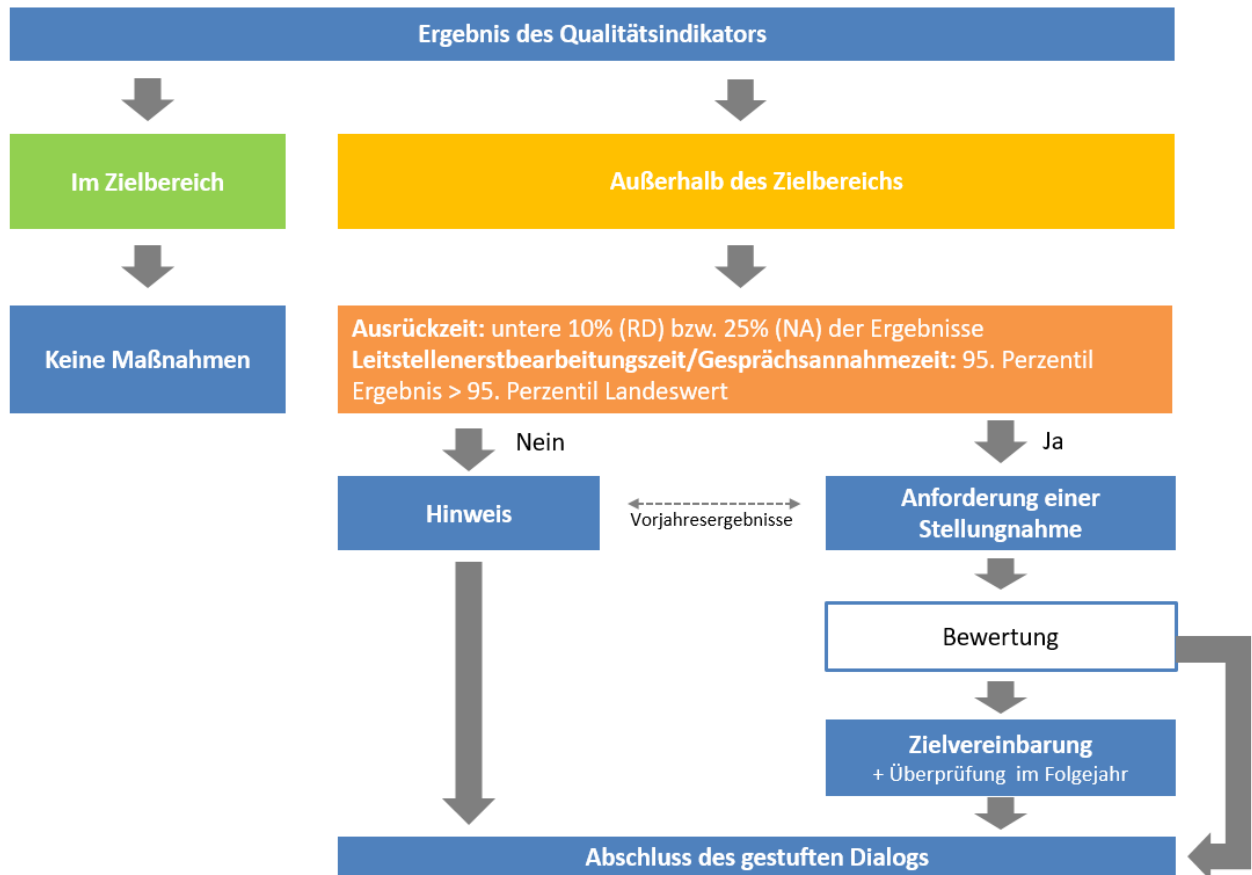 Ergebnis des Qualitätsindikators
Im Zielbereich
Außerhalb des Zielbereichs
Keine Maßnahmen
Ausrückzeit: untere 10% (RD) bzw. 25% (NA) der Ergebnisse
Leitstellenerstbearbeitungszeit/Gesprächsannahmezeit: 95. Perzentil
Ergebnis > 95. Perzentil Landeswert
Nein
Ja
Hinweis
Vorjahresergebnisse
Anforderung einer
Stellungnahme
Bewertung
Zielvereinbarung
+ Überprüfung im Folgejahr
Abschluss des gestuften Dialogs